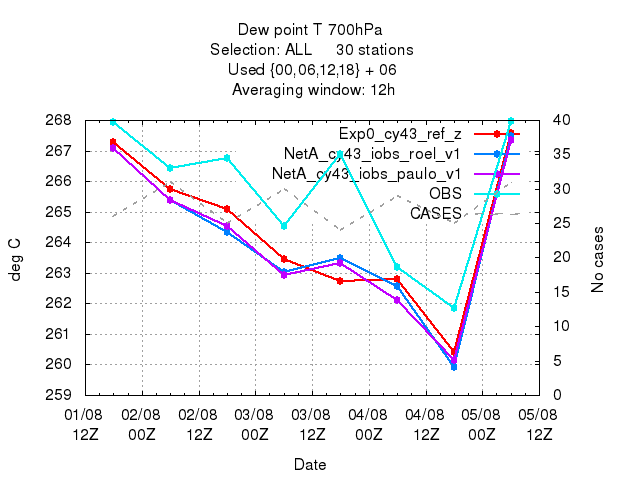 Dew point T 700hPa
Selection: ALL 30 stations
Used {00,06,12,18} + 06
Averaging window: 12h
Exp0_cy43_ref_z
NetA_cy43_iobs_roel_v1
NetA_cy43_iobs_paulo_v1
OBS
CASES
268
267
266
265
264
263
262
261
260
259
deg C
40
35
30
25
20
15
10
5
0
No cases
01/08 02/08 02/08 03/08 03/08 04/08 04/08 05/08 05/08
12Z 00Z 12Z 00Z 12Z 00Z 12Z 00Z 12Z
Date